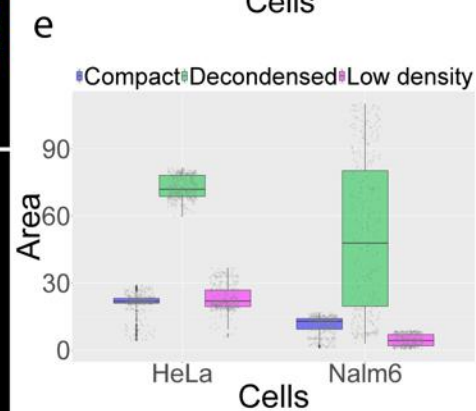 Cells
e
Compact Decondensed Low density
90
60
30
0
Area
HeLa Nalm6
Cells